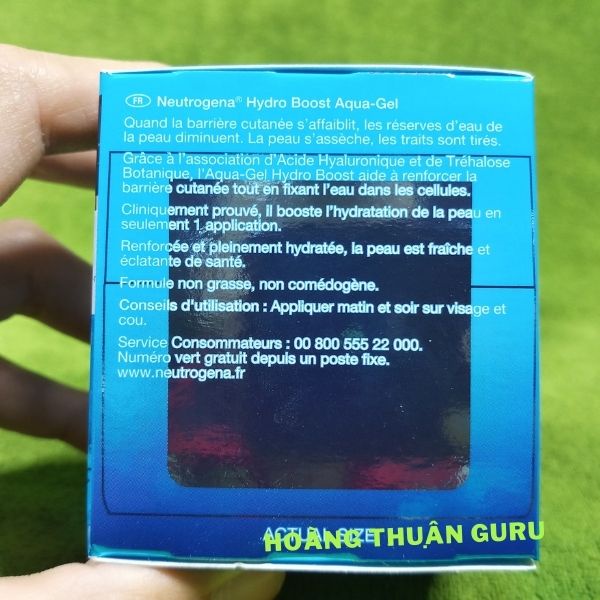 FR Neutrogena® Hydro Boost Aqua-Gel
Quand la barrière cutanée s'affaiblit, les réserves d'eau de
la peau diminuent. La peau s'assèche, les traits sont tirés.
Grâce à l'association d'Acide Hyaluronique et de Tréhalose
Botanique, l'Aqua-Gel Hydro Boost aide à renforcer la
barrière cutanée tout en fixant l'eau dans les cellules.
Cliniquement prouvé, il booste l'hydratation de la peau en
seulement 1 application.
Renforcée et pleinement hydratée, la peau est fraîche et
éclatante de santé.
Formule non grasse, non comédogène.
Conseils d'utilisation : Appliquer matin et soir sur visage et
cou.
Service Consommateurs : 00 800 555 22 000.
Numéro vert gratuit depuis un poste fixe.
www.neutrogena.fr
ACTUAL SIZE
HOÀNG THUẬN GURU